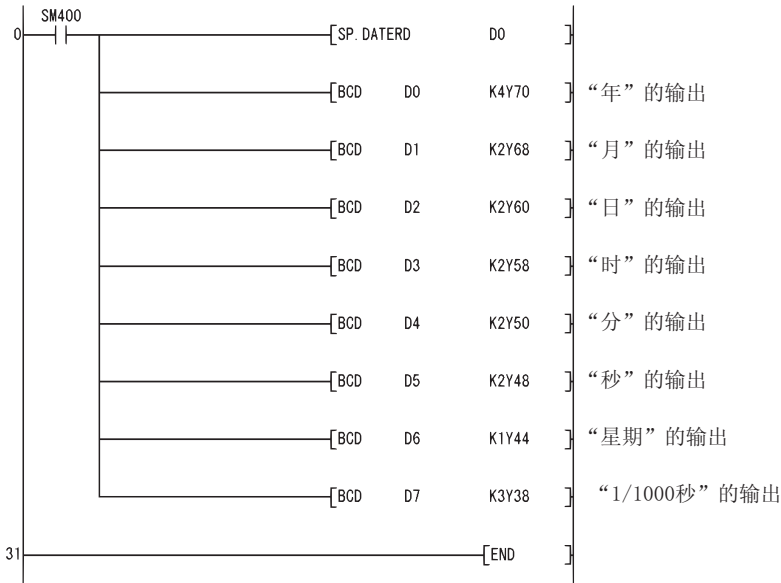 SM400
0 SP. DATERD D0
BCD D0 K4Y70 “年”的输出
BCD D1 K2Y68 “月”的输出
BCD D2 K2Y60 “日”的输出
BCD D3 K2Y58 “时”的输出
BCD D4 K2Y50 “分”的输出
BCD D5 K2Y48 “秒”的输出
BCD D6 K1Y44 “星期”的输出
BCD D7 K3Y38 “1/1000秒”的输出
31 END